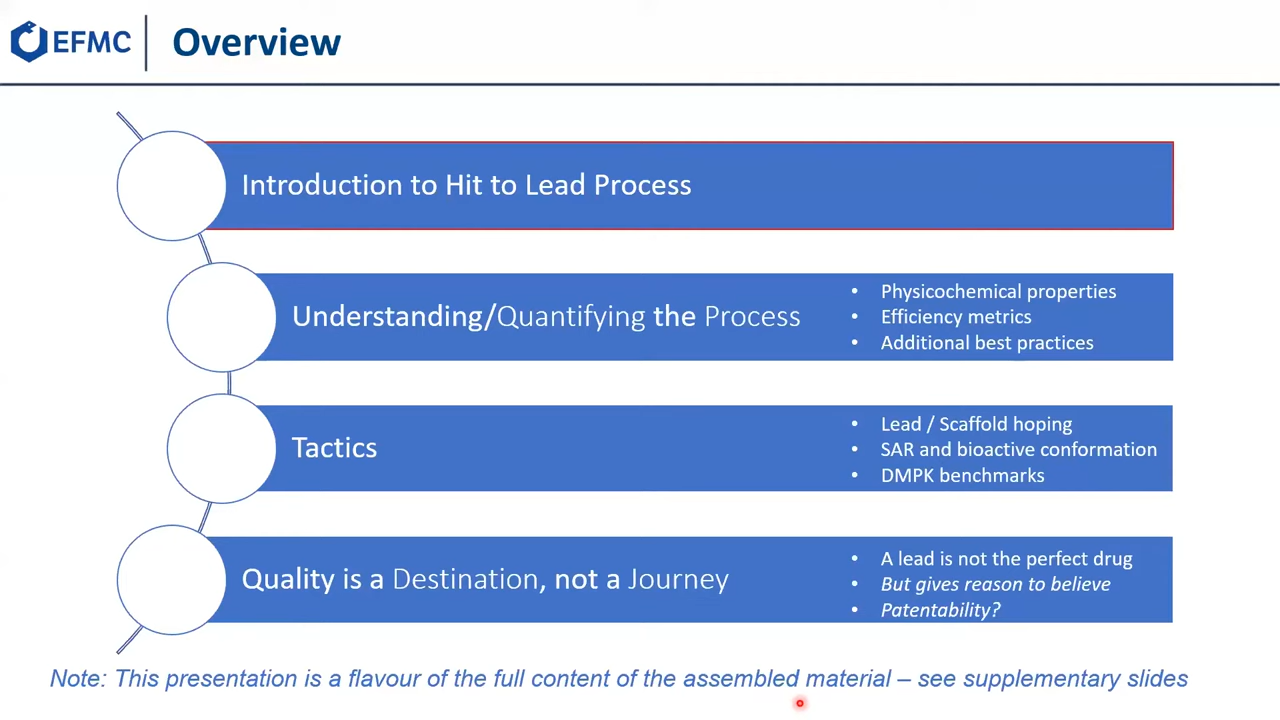 EFMC
Overview
Introduction to Hit to Lead Process
Understanding/Quantifying the Process
• Physicochemical properties
• Efficiency metrics
• Additional best practices
Tactics
• Lead / Scaffold hoping
• SAR and bioactive conformation
• DMPK benchmarks
Quality is a Destination, not a Journey
• A lead is not the perfect drug
• But gives reason to believe
• Patentability?
Note: This presentation is a flavour of the full content of the assembled material – see supplementary slides